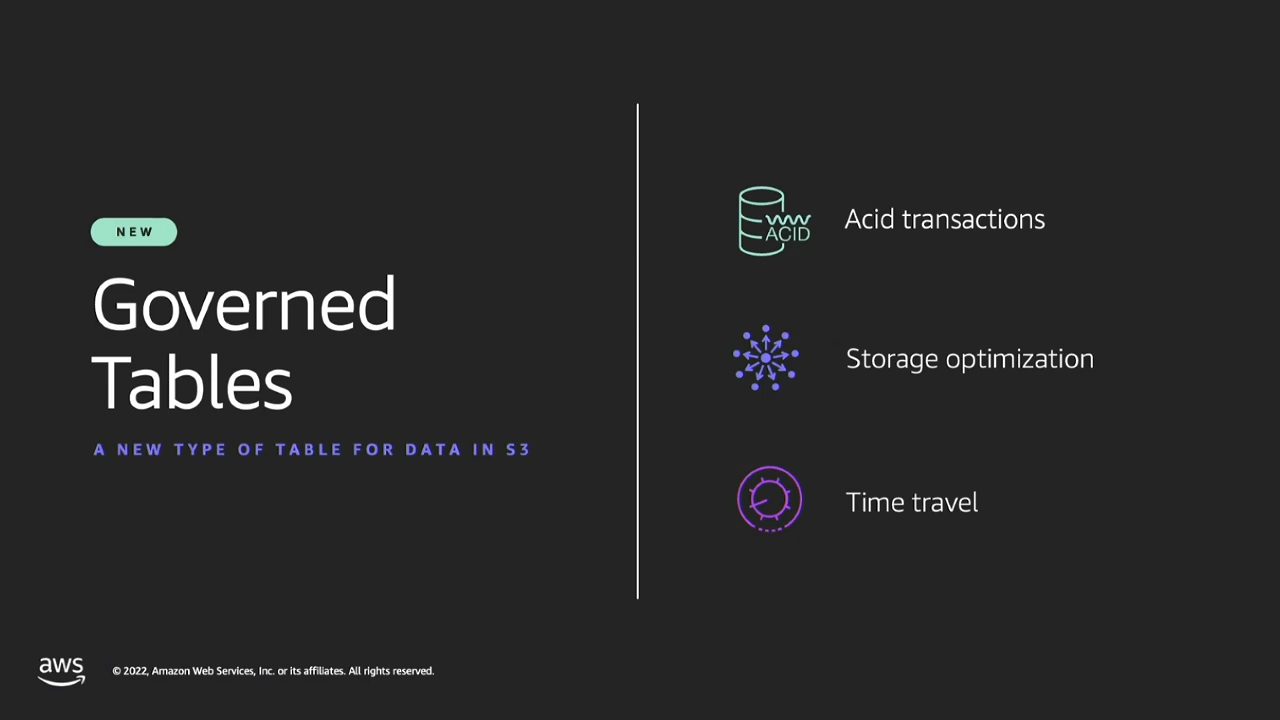 NEW
Governed
Tables
A NEW TYPE OF TABLE FOR DATA IN S3
ACID
Acid transactions
Storage optimization
Time travel
aws
© 2022, Amazon Web Services, Inc. or its affiliates. All rights reserved.